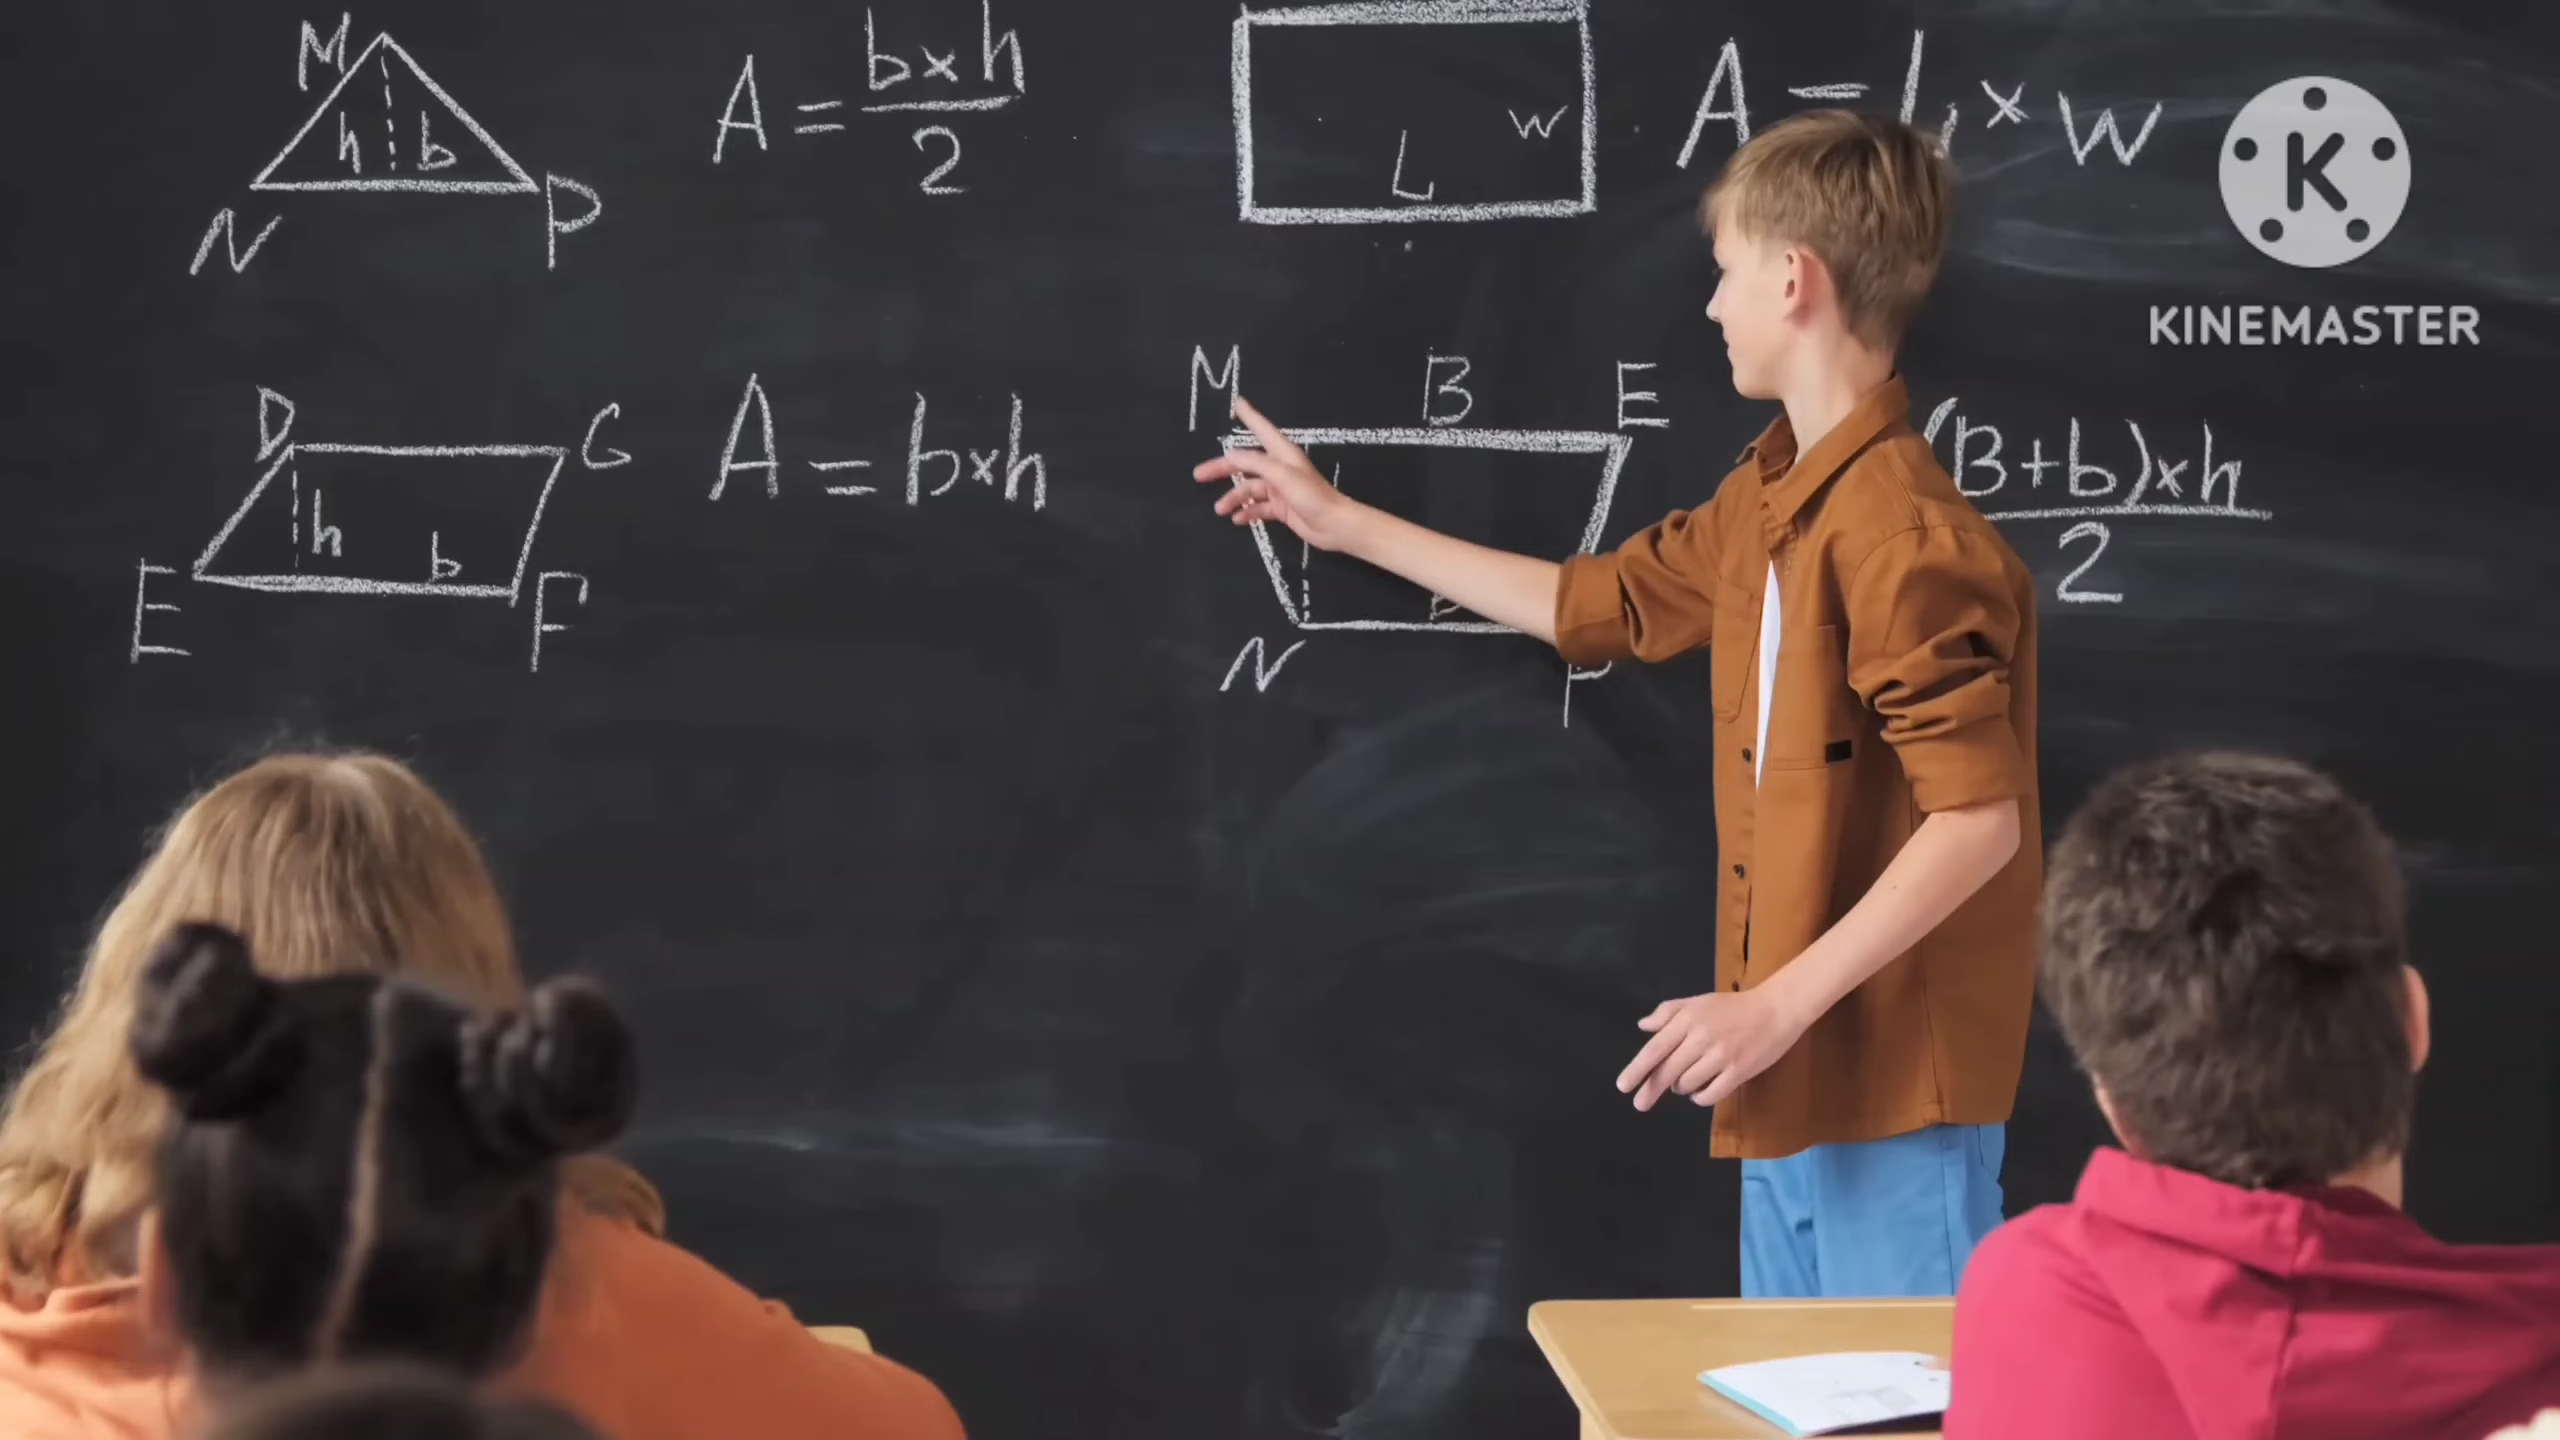 M
h b
N P
A = b×h
2
L W
A = L × W
K
KINEMASTER
D G
h b
E F
A = b×h
M B E
N P
(B+b)×h
2